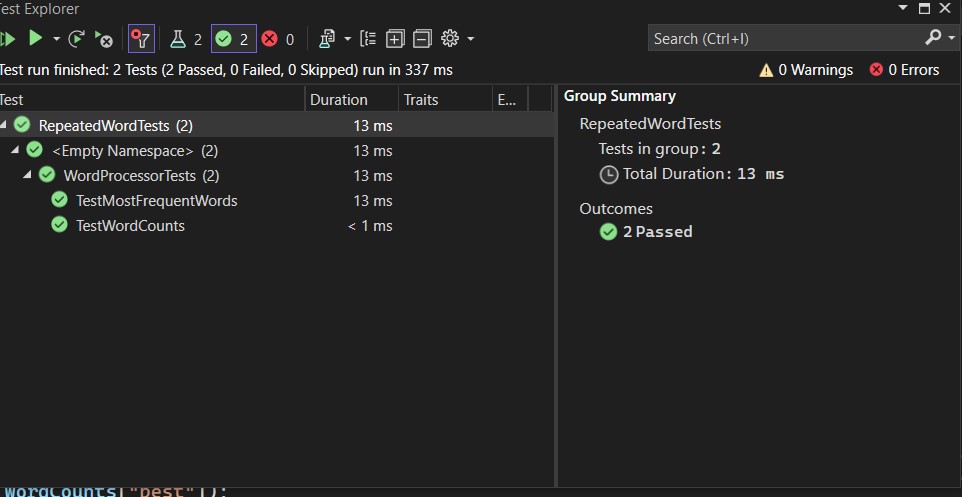 est Explorer
2 2 0 Search (Ctrl+I)
Test run finished: 2 Tests (2 Passed, 0 Failed, 0 Skipped) run in 337 ms 0 Warnings 0 Errors
Test Duration Traits E...
RepeatedWordTests (2) 13 ms
<Empty Namespace> (2) 13 ms
WordProcessorTests (2) 13 ms
TestMostFrequentWords 13 ms
TestWordCounts < 1 ms
Group Summary
RepeatedWordTests
Tests in group: 2
Total Duration: 13 ms
Outcomes
2 Passed
WordCounts["best"]);